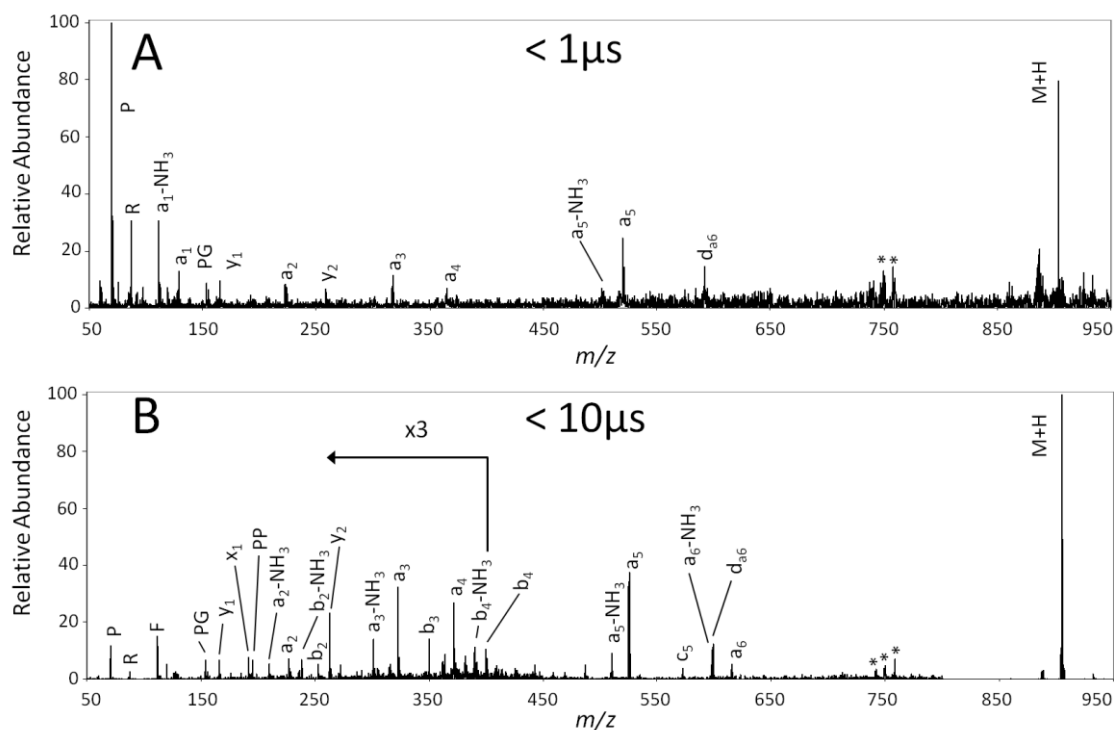 A
< 1µs
Relative Abundance
100
80
60
40
20
0
P
R
a₁-NH₃
a₁
PG
y₁
a₂
y₂
a₃
a₄
a₅-NH₃
a₅
dₐ₆
* *
M+H
50 150 250 350 450 550 650 750 850 950
m/z
B
< 10µs
Relative Abundance
100
80
60
40
20
0
x3
P
R
F
PG
y₁
x₁
PP
a₂-NH₃
a₂
b₂-NH₃
b₂
y₂
a₃-NH₃
a₃
b₃
a₄
b₄-NH₃
b₄
a₅-NH₃
a₅
c₅
a₆-NH₃
dₐ₆
a₆
* * *
M+H
50 150 250 350 450 550 650 750 850 950
m/z